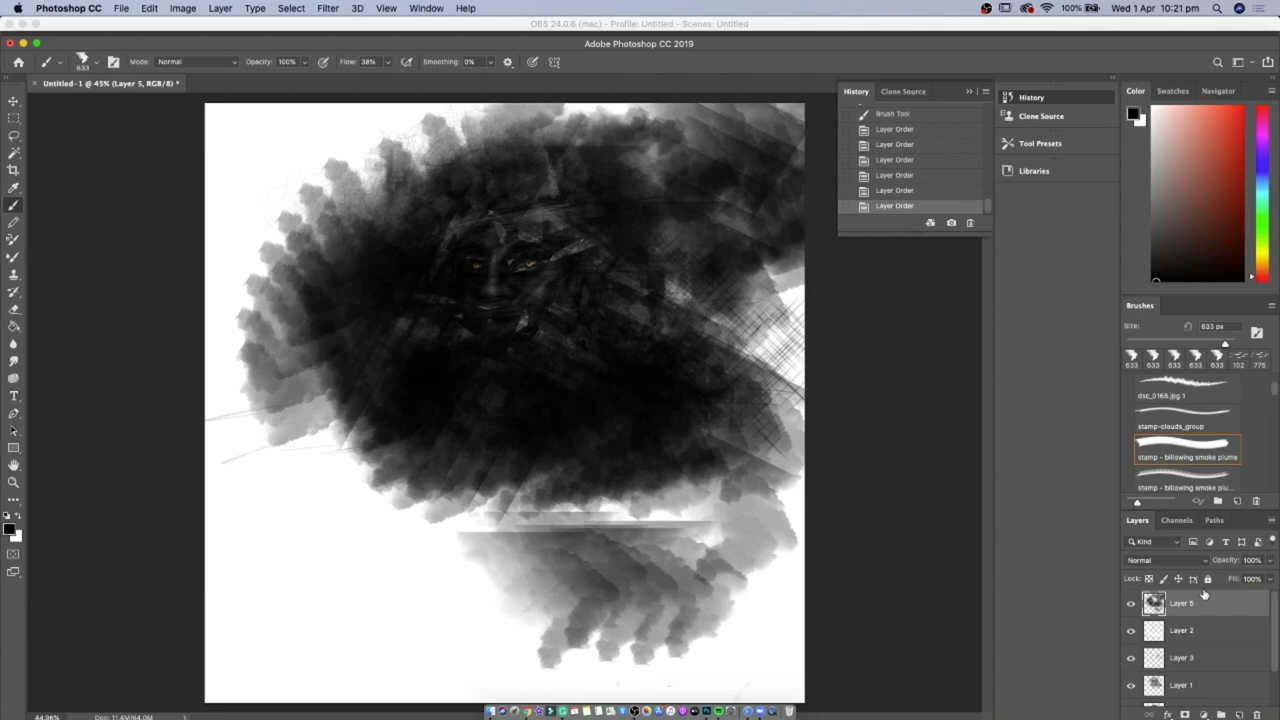 Photoshop CC File Edit Image Layer Type Select Filter 3D View Window Help 100% Wed 1 Apr 10:21 pm
OBS 24.0.6 (mac) - Profile: Untitled - Scenes: Untitled
Adobe Photoshop CC 2019
633 Mode: Normal Opacity: 100% Flow: 38% Smoothing: 0%
Untitled-1 @ 45% (Layer 5, RGB/8) *
History Clone Source
Brush Tool
Layer Order
Layer Order
Layer Order
Layer Order
Layer Order
Layer Order
History
Clone Source
Tool Presets
Libraries
Color Swatches Navigator
Brushes
Size: 633 px
633 633 633 633 633 102 775
dsc_0168.jpg 1
stamp-clouds_group
stamp - billowing smoke plume
stamp - billowing smoke plu...
Layers Channels Paths
Kind
Normal Opacity: 100%
Lock: Fill: 100%
Layer 5
Layer 2
Layer 3
Layer 1
44.96% Doc: 11.4M/64.0M